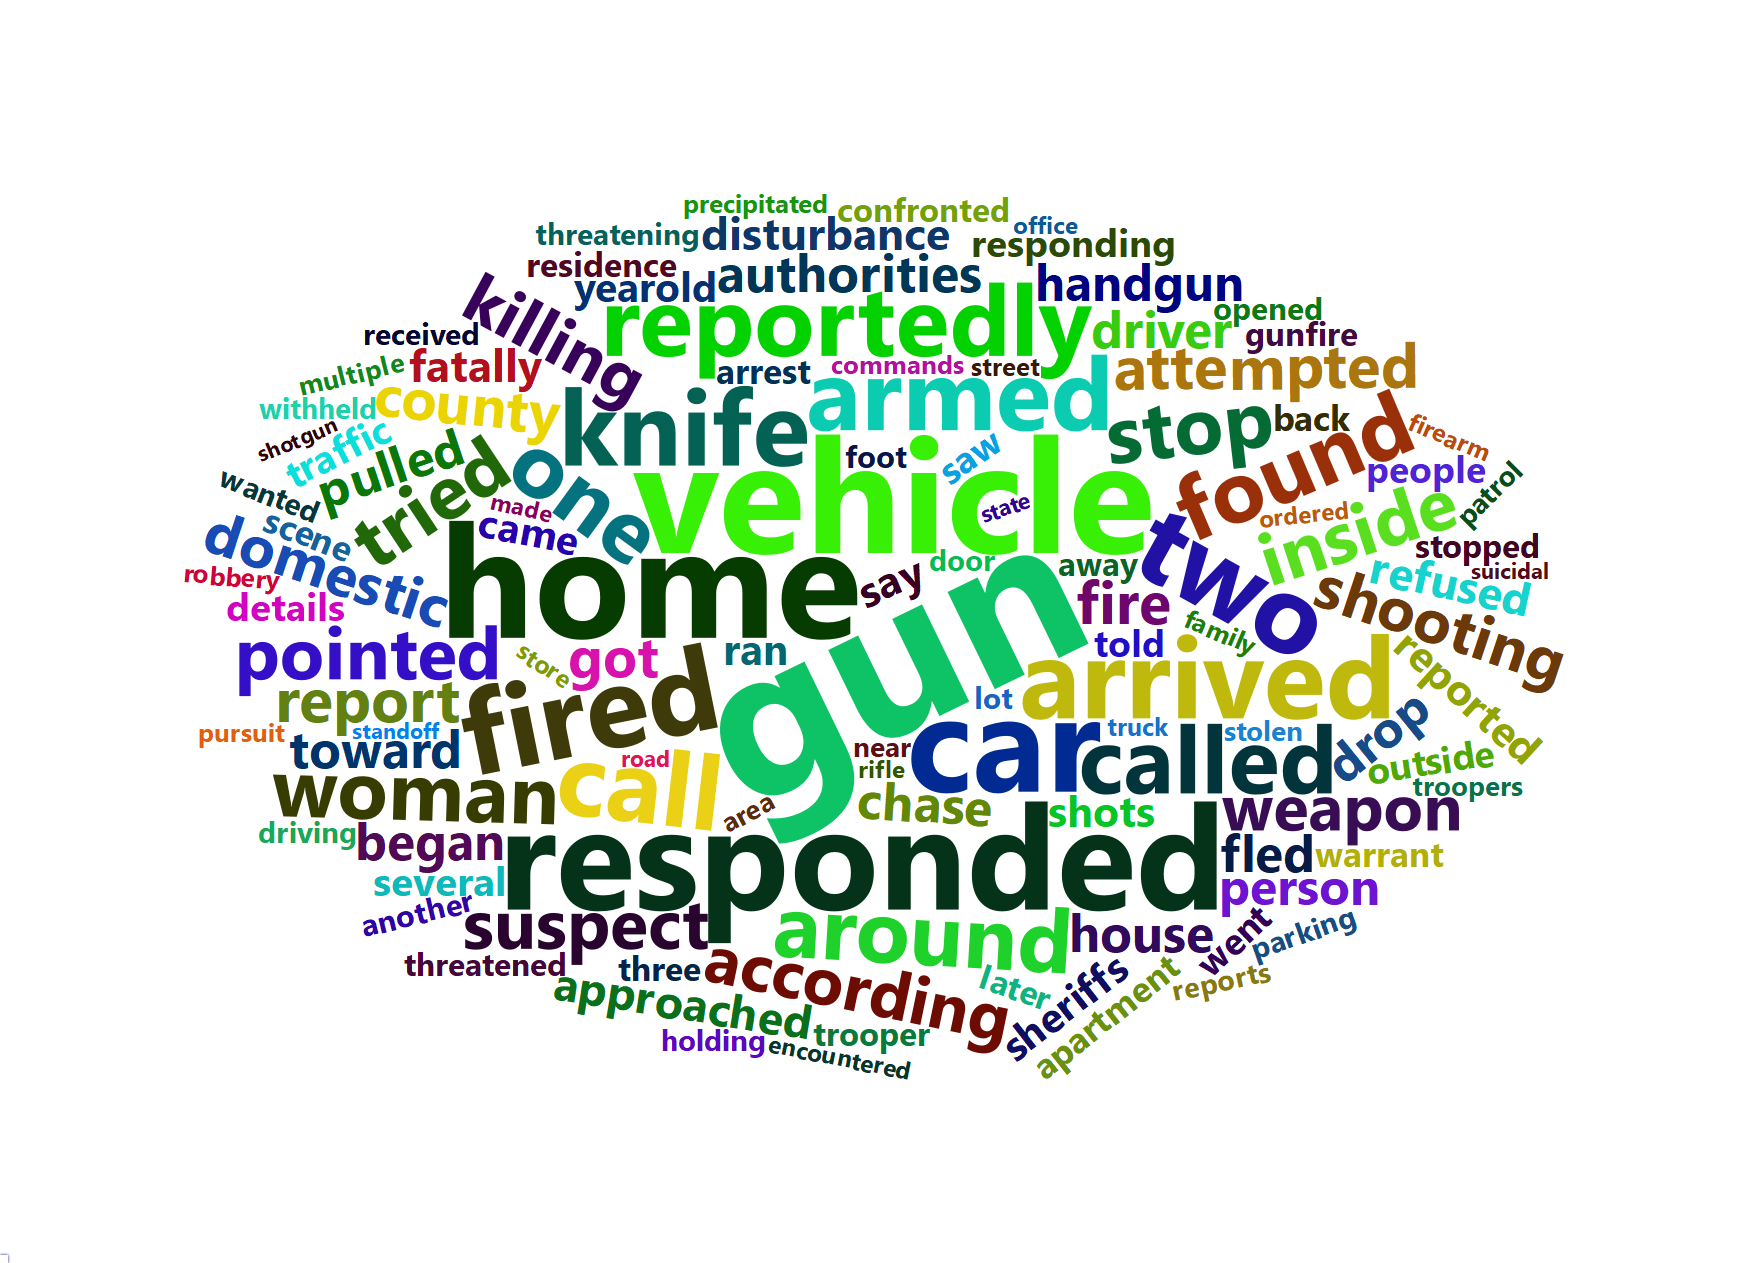 precipitated
confronted
office
threatening
disturbance
responding
residence
authorities
yearold
handgun
killing
reportedly
opened
driver
gunfire
received
multiple
fatally
arrest
commands
street
attempted
withheld
county
knife
armed
stop
back
firearm
shotgun
traffic
pulled
one
foot
saw
found
people
patrol
wanted
tried
vehicle
made
state
ordered
inside
scene
came
domestic
home
say
door
away
two
stopped
suicidal
robbery
details
gun
fire
family
refused
shooting
pointed
store
got
ran
told
arrived
reported
report
fired
lot
pursuit
standoff
toward
road
near
rifle
car
truck
called
stolen
drop
outside
troopers
woman
call
area
chase
shots
weapon
driving
began
responded
fled
warrant
several
person
another
suspect
around
house
went
parking
threatened
three
according
later
sheriffs
apartment
reports
approached
trooper
holding
encountered